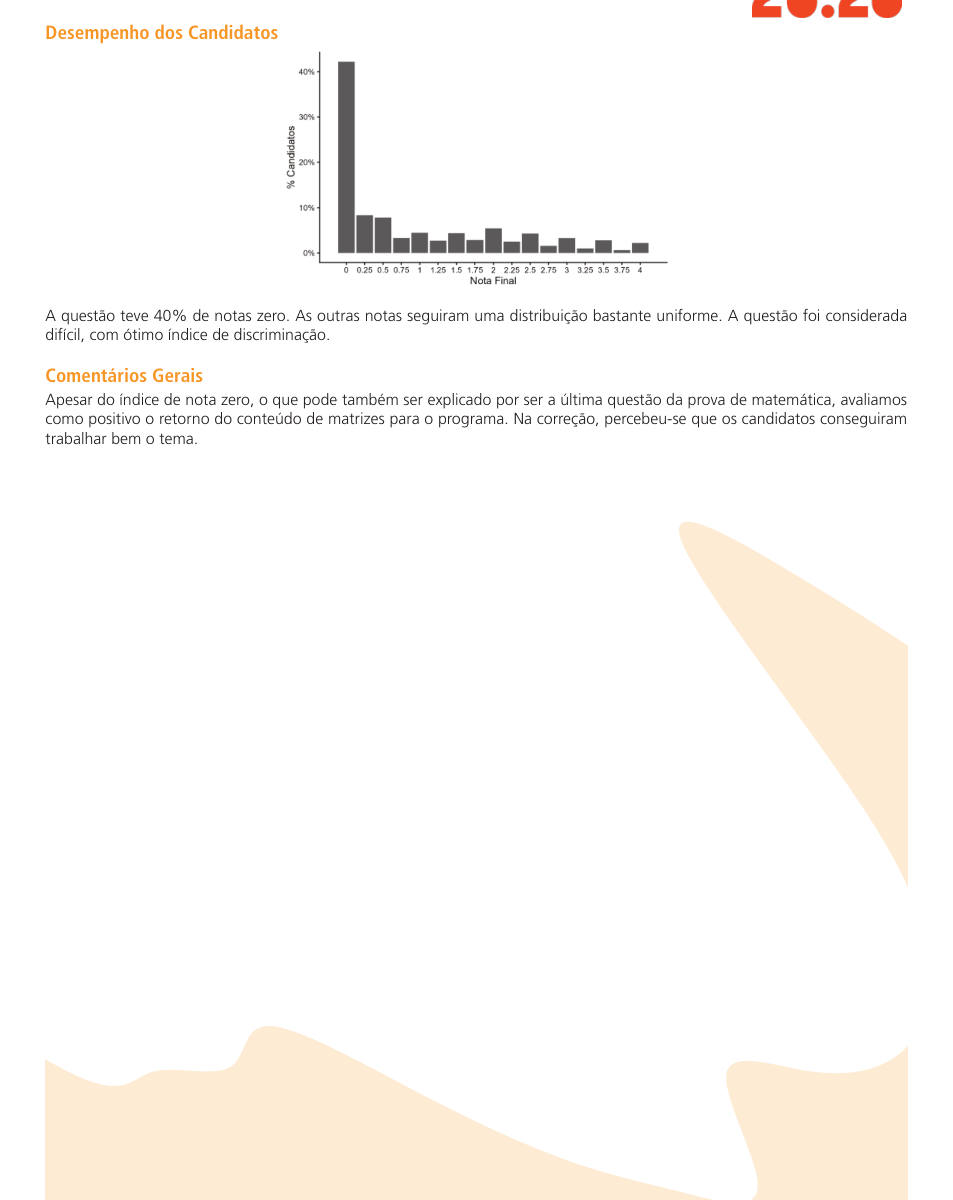 Desempenho dos Candidatos
40%
30%
20%
10%
0%
% Candidatos
0 0.25 0.5 0.75 1 1.25 1.5 1.75 2 2.25 2.5 2.75 3 3.25 3.5 3.75 4
Nota Final
A questão teve 40% de notas zero. As outras notas seguiram uma distribuição bastante uniforme. A questão foi considerada
difícil, com ótimo índice de discriminação.
Comentários Gerais
Apesar do índice de nota zero, o que pode também ser explicado por ser a última questão da prova de matemática, avaliamos
como positivo o retorno do conteúdo de matrizes para o programa. Na correção, percebeu-se que os candidatos conseguiram
trabalhar bem o tema.